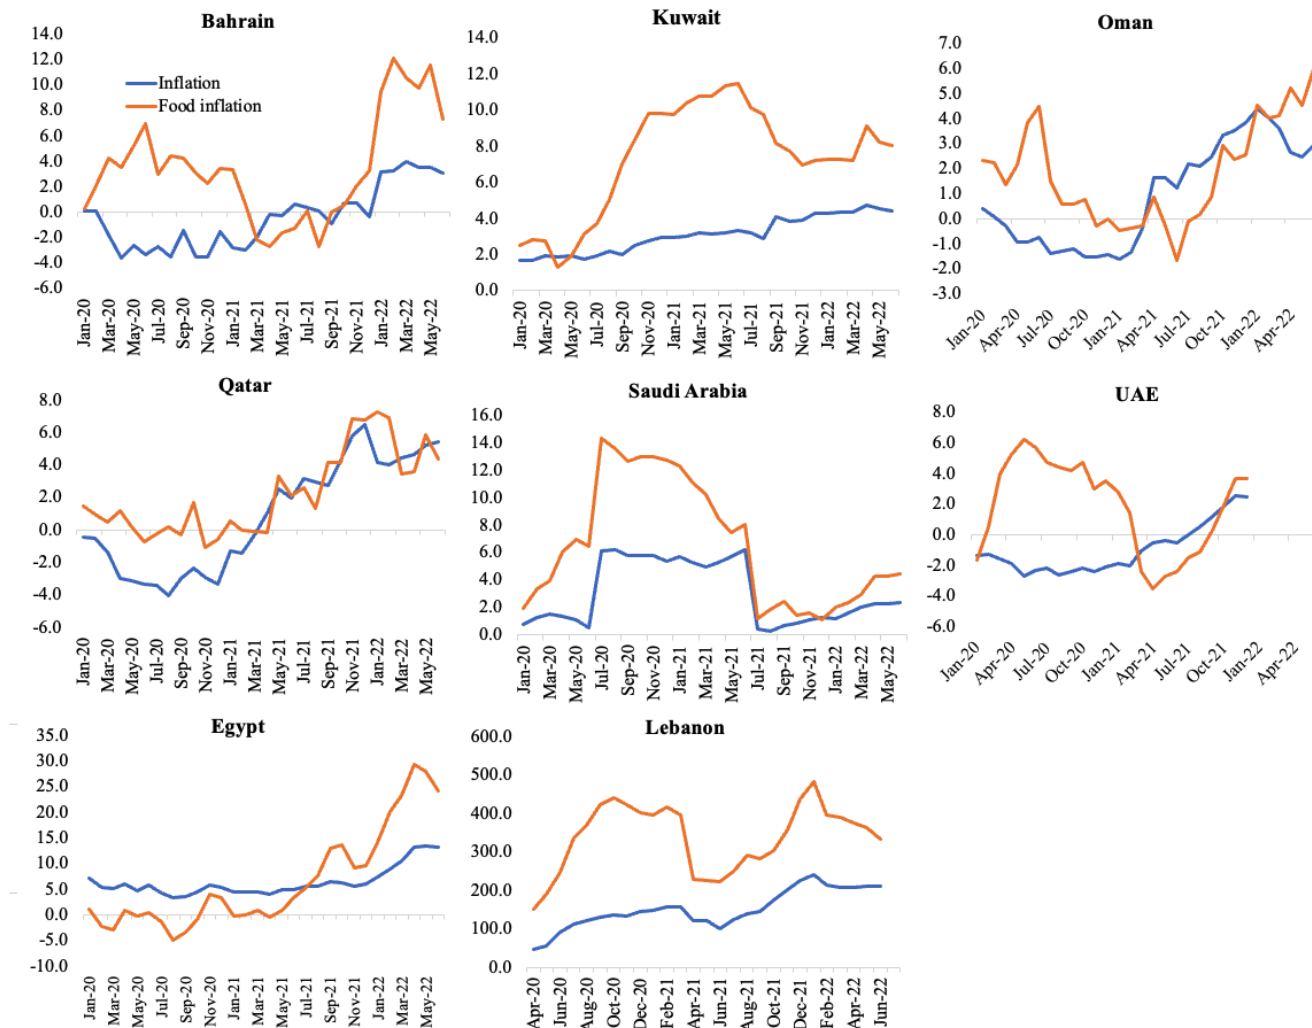 Bahrain
14.0
12.0
10.0
8.0
6.0
4.0
2.0
0.0
-2.0
-4.0
-6.0
Inflation
Food inflation
Jan-20
Mar-20
May-20
Jul-20
Sep-20
Nov-20
Jan-21
Mar-21
May-21
Jul-21
Sep-21
Nov-21
Jan-22
Mar-22
May-22
Kuwait
14.0
12.0
10.0
8.0
6.0
4.0
2.0
0.0
Jan-20
Mar-20
May-20
Jul-20
Sep-20
Nov-20
Jan-21
Mar-21
May-21
Jul-21
Sep-21
Nov-21
Jan-22
Mar-22
May-22
Oman
7.0
6.0
5.0
4.0
3.0
2.0
1.0
0.0
-1.0
-2.0
-3.0
Jan-20
Apr-20
Jul-20
Oct-20
Jan-21
Apr-21
Jul-21
Oct-21
Jan-22
Apr-22
Qatar
8.0
6.0
4.0
2.0
0.0
-2.0
-4.0
-6.0
Jan-20
Mar-20
May-20
Jul-20
Sep-20
Nov-20
Jan-21
Mar-21
May-21
Jul-21
Sep-21
Nov-21
Jan-22
Mar-22
May-22
Saudi Arabia
16.0
14.0
12.0
10.0
8.0
6.0
4.0
2.0
0.0
Jan-20
Mar-20
May-20
Jul-20
Sep-20
Nov-20
Jan-21
Mar-21
May-21
Jul-21
Sep-21
Nov-21
Jan-22
Mar-22
May-22
UAE
8.0
6.0
4.0
2.0
0.0
-2.0
-4.0
-6.0
Jan-20
Apr-20
Jul-20
Oct-20
Jan-21
Apr-21
Jul-21
Oct-21
Jan-22
Apr-22
Egypt
35.0
30.0
25.0
20.0
15.0
10.0
5.0
0.0
-5.0
-10.0
Jan-20
Mar-20
May-20
Jul-20
Sep-20
Nov-20
Jan-21
Mar-21
May-21
Jul-21
Sep-21
Nov-21
Jan-22
Mar-22
May-22
Lebanon
600.0
500.0
400.0
300.0
200.0
100.0
0.0
Apr-20
Jun-20
Aug-20
Oct-20
Dec-20
Feb-21
Apr-21
Jun-21
Aug-21
Oct-21
Dec-21
Feb-22
Apr-22
Jun-22